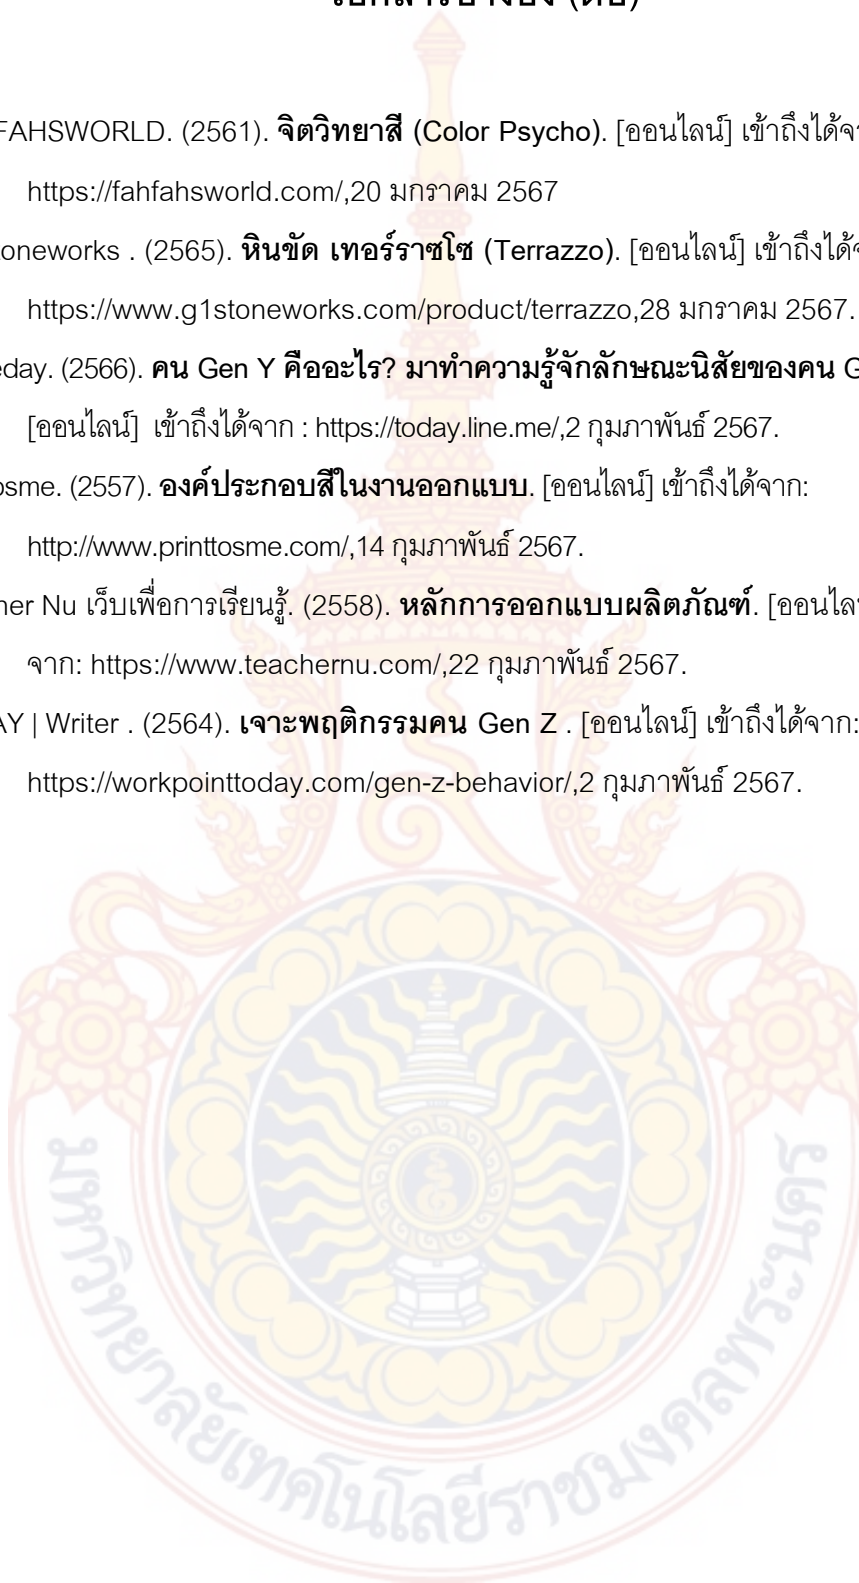 เอกสารอ้างอิง (ต่อ)
FAHSWORLD. (2561). จิตวิทยาสี (Color Psycho). [ออนไลน์] เข้าถึงได้จา
https://fahfahsworld.com/,20 มกราคม 2567
toneworks . (2565). หินขัด เทอร์ราซโซ (Terrazzo). [ออนไลน์] เข้าถึงได้จ
https://www.g1stoneworks.com/product/terrazzo,28 มกราคม 2567.
eday. (2566). คน Gen Y คืออะไร? มาทำความรู้จักลักษณะนิสัยของคน G
[ออนไลน์] เข้าถึงได้จาก : https://today.line.me/,2 กุมภาพันธ์ 2567.
osme. (2557). องค์ประกอบสีในงานออกแบบ. [ออนไลน์] เข้าถึงได้จาก:
http://www.printtosme.com/,14 กุมภาพันธ์ 2567.
her Nu เว็บเพื่อการเรียนรู้. (2558). หลักการออกแบบผลิตภัณฑ์. [ออนไลน
จาก: https://www.teachernu.com/,22 กุมภาพันธ์ 2567.
AY | Writer . (2564). เจาะพฤติกรรมคน Gen Z . [ออนไลน์] เข้าถึงได้จาก:
https://workpointtoday.com/gen-z-behavior/,2 กุมภาพันธ์ 2567.
มหาวิทยาลัยเทคโนโลยีราชมงคลพระนคร